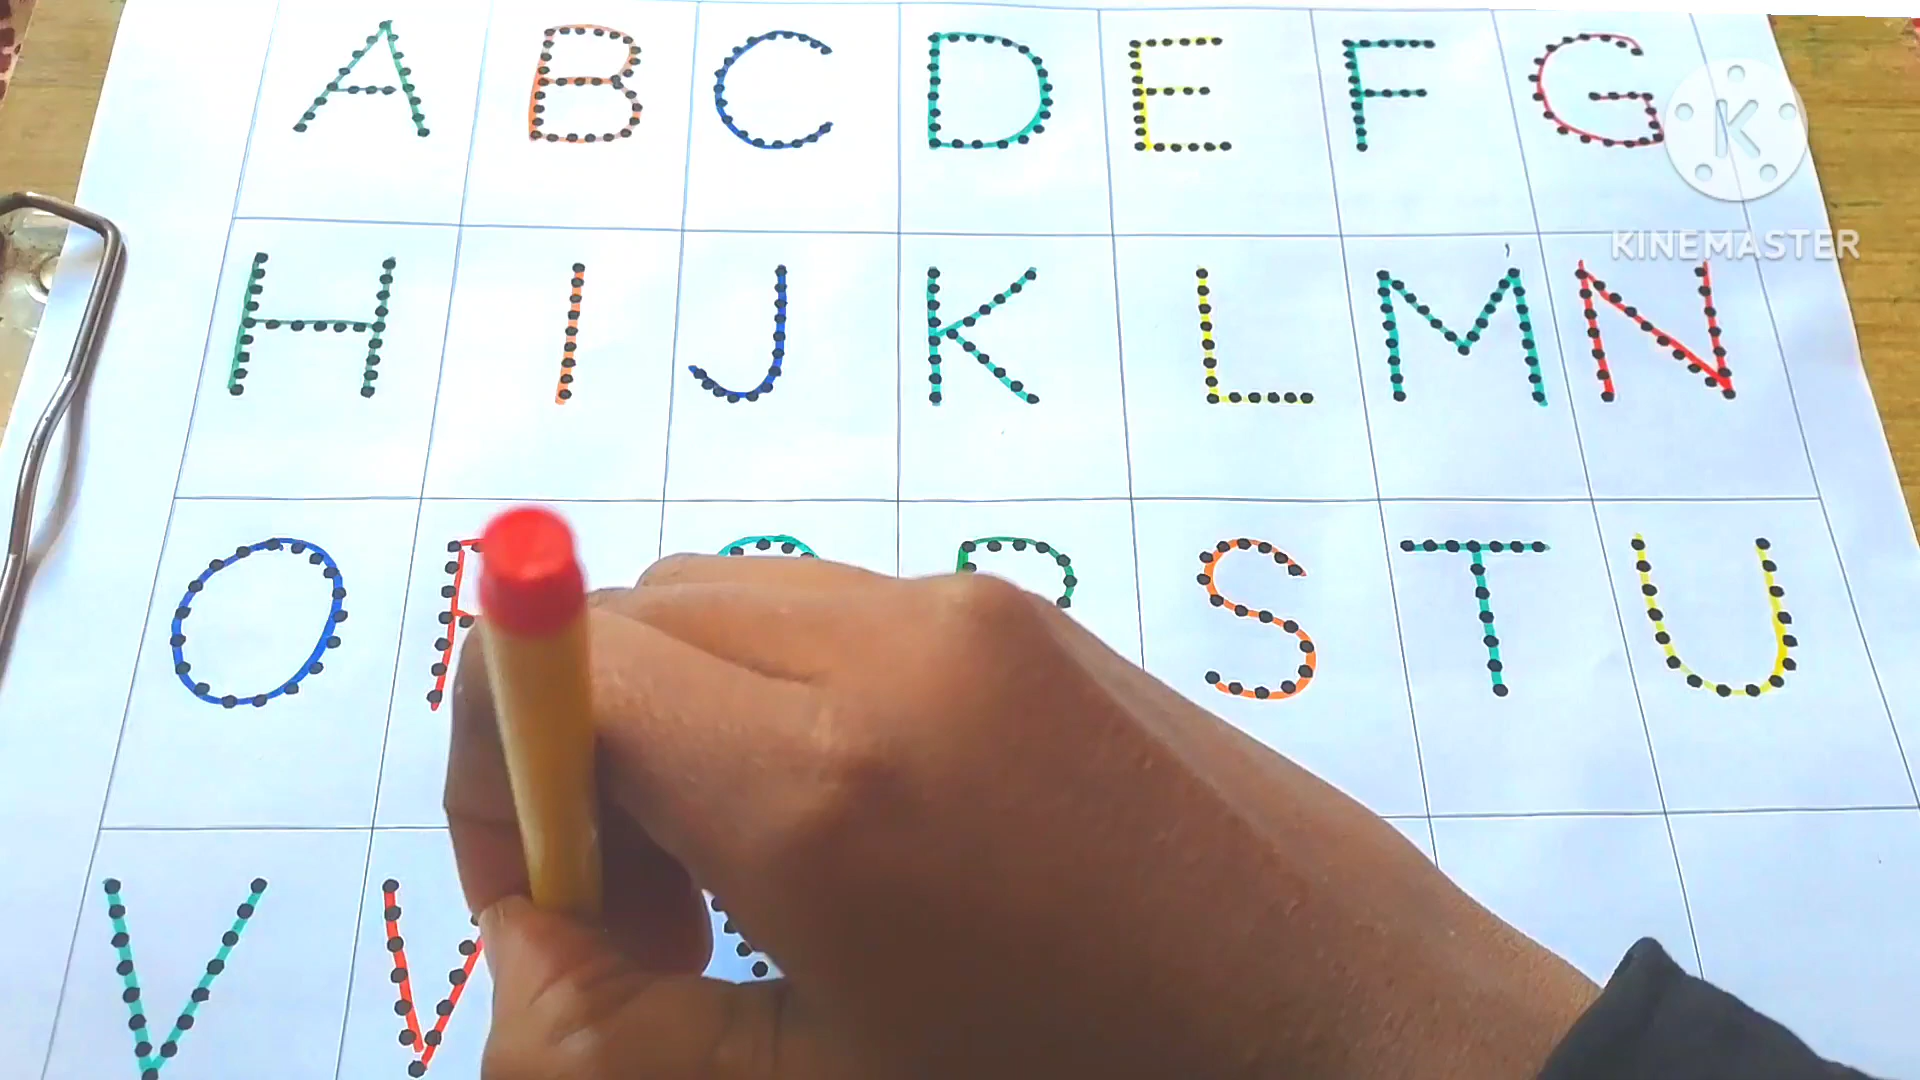 A B C D E F G
K
KINEMASTER
H I J K L M N
O P Q R S T U
V W